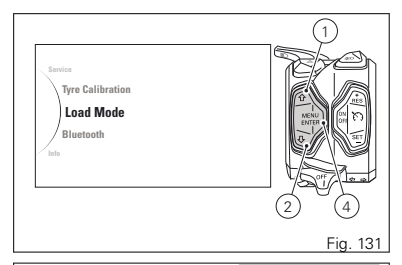 1
Service
Tyre Calibration
Load Mode
Bluetooth
Info
MENU
ENTER
RES
ON
OFF
SET
OFF
2
4
Fig. 131